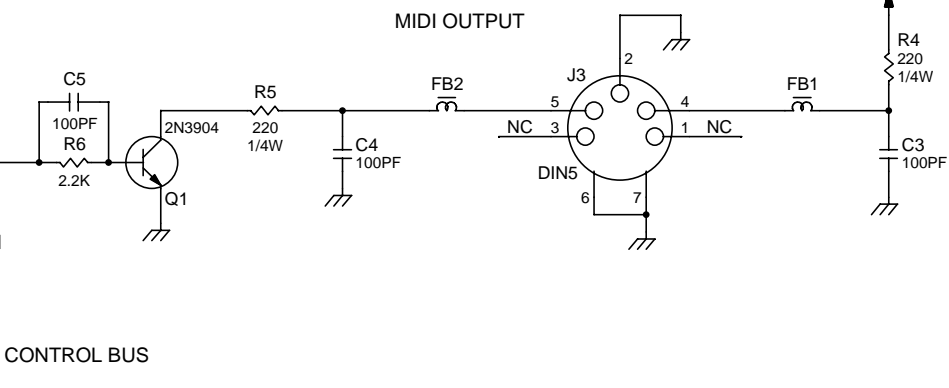 MIDI OUTPUT
C5
100PF
R6
2.2K
2N3904
Q1
R5
220
1/4W
C4
100PF
FB2
J3
DIN5
2
5
4
NC
3
1
NC
6
7
FB1
R4
220
1/4W
C3
100PF
CONTROL BUS